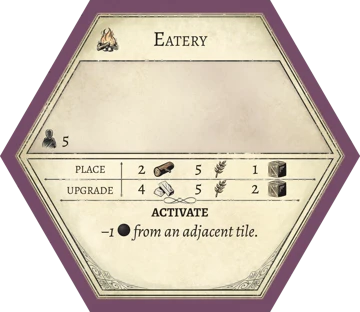 EATERY
5
PLACE 2 5 1
UPGRADE 4 5 2
ACTIVATE
–1 from an adjacent tile.